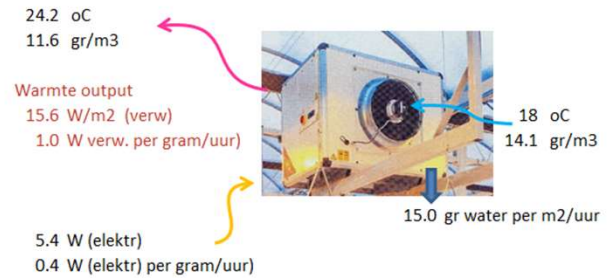 24.2 oC
11.6 gr/m3
Warmte output
15.6 W/m2 (verw)
1.0 W verw. per gram/uur)
18 oC
14.1 gr/m3
15.0 gr water per m2/uur
5.4 W (elektr)
0.4 W (elektr) per gram/uur)